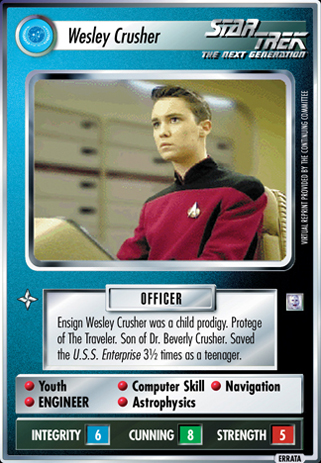 Wesley Crusher
STAR TREK
THE NEXT GENERATION
VIRTUAL REPRINT PROVIDED BY THE CONTINUING COMMITTEE
OFFICER
Ensign Wesley Crusher was a child prodigy. Protege
of The Traveler. Son of Dr. Beverly Crusher. Saved
the U.S.S. Enterprise 3½ times as a teenager.
Youth Computer Skill Navigation
ENGINEER Astrophysics
INTEGRITY 6 CUNNING 8 STRENGTH 5
ERRATA